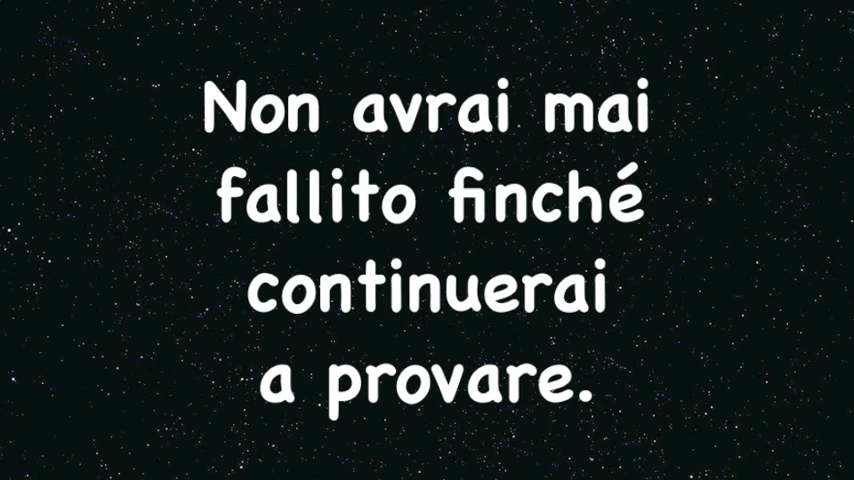 Non avrai mai
fallito finché
continuerai
a provare.